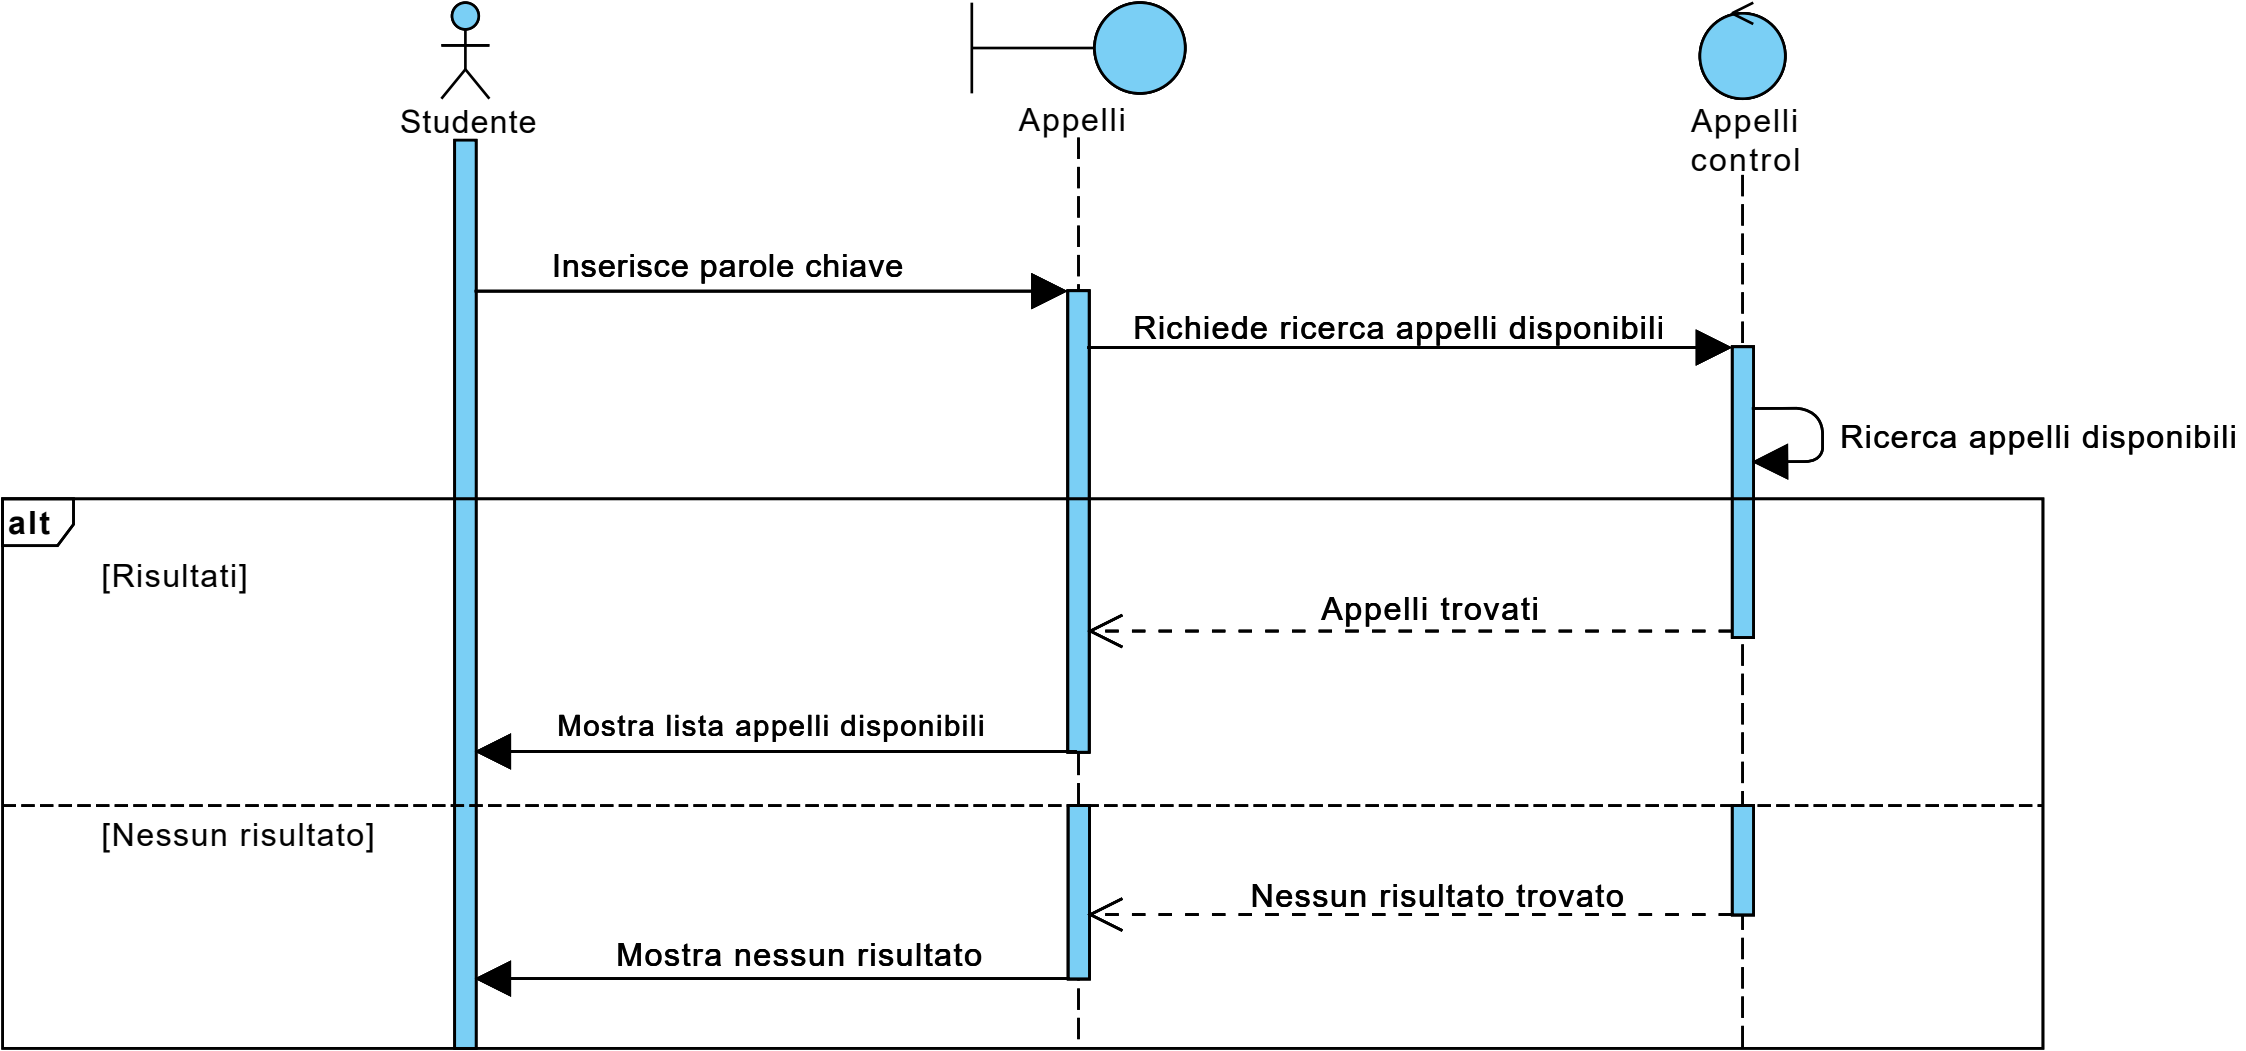 Studente
Appelli
Appelli
control
Inserisce parole chiave
Richiede ricerca appelli disponibili
Ricerca appelli disponibili
alt
[Risultati]
Appelli trovati
Mostra lista appelli disponibili
[Nessun risultato]
Nessun risultato trovato
Mostra nessun risultato